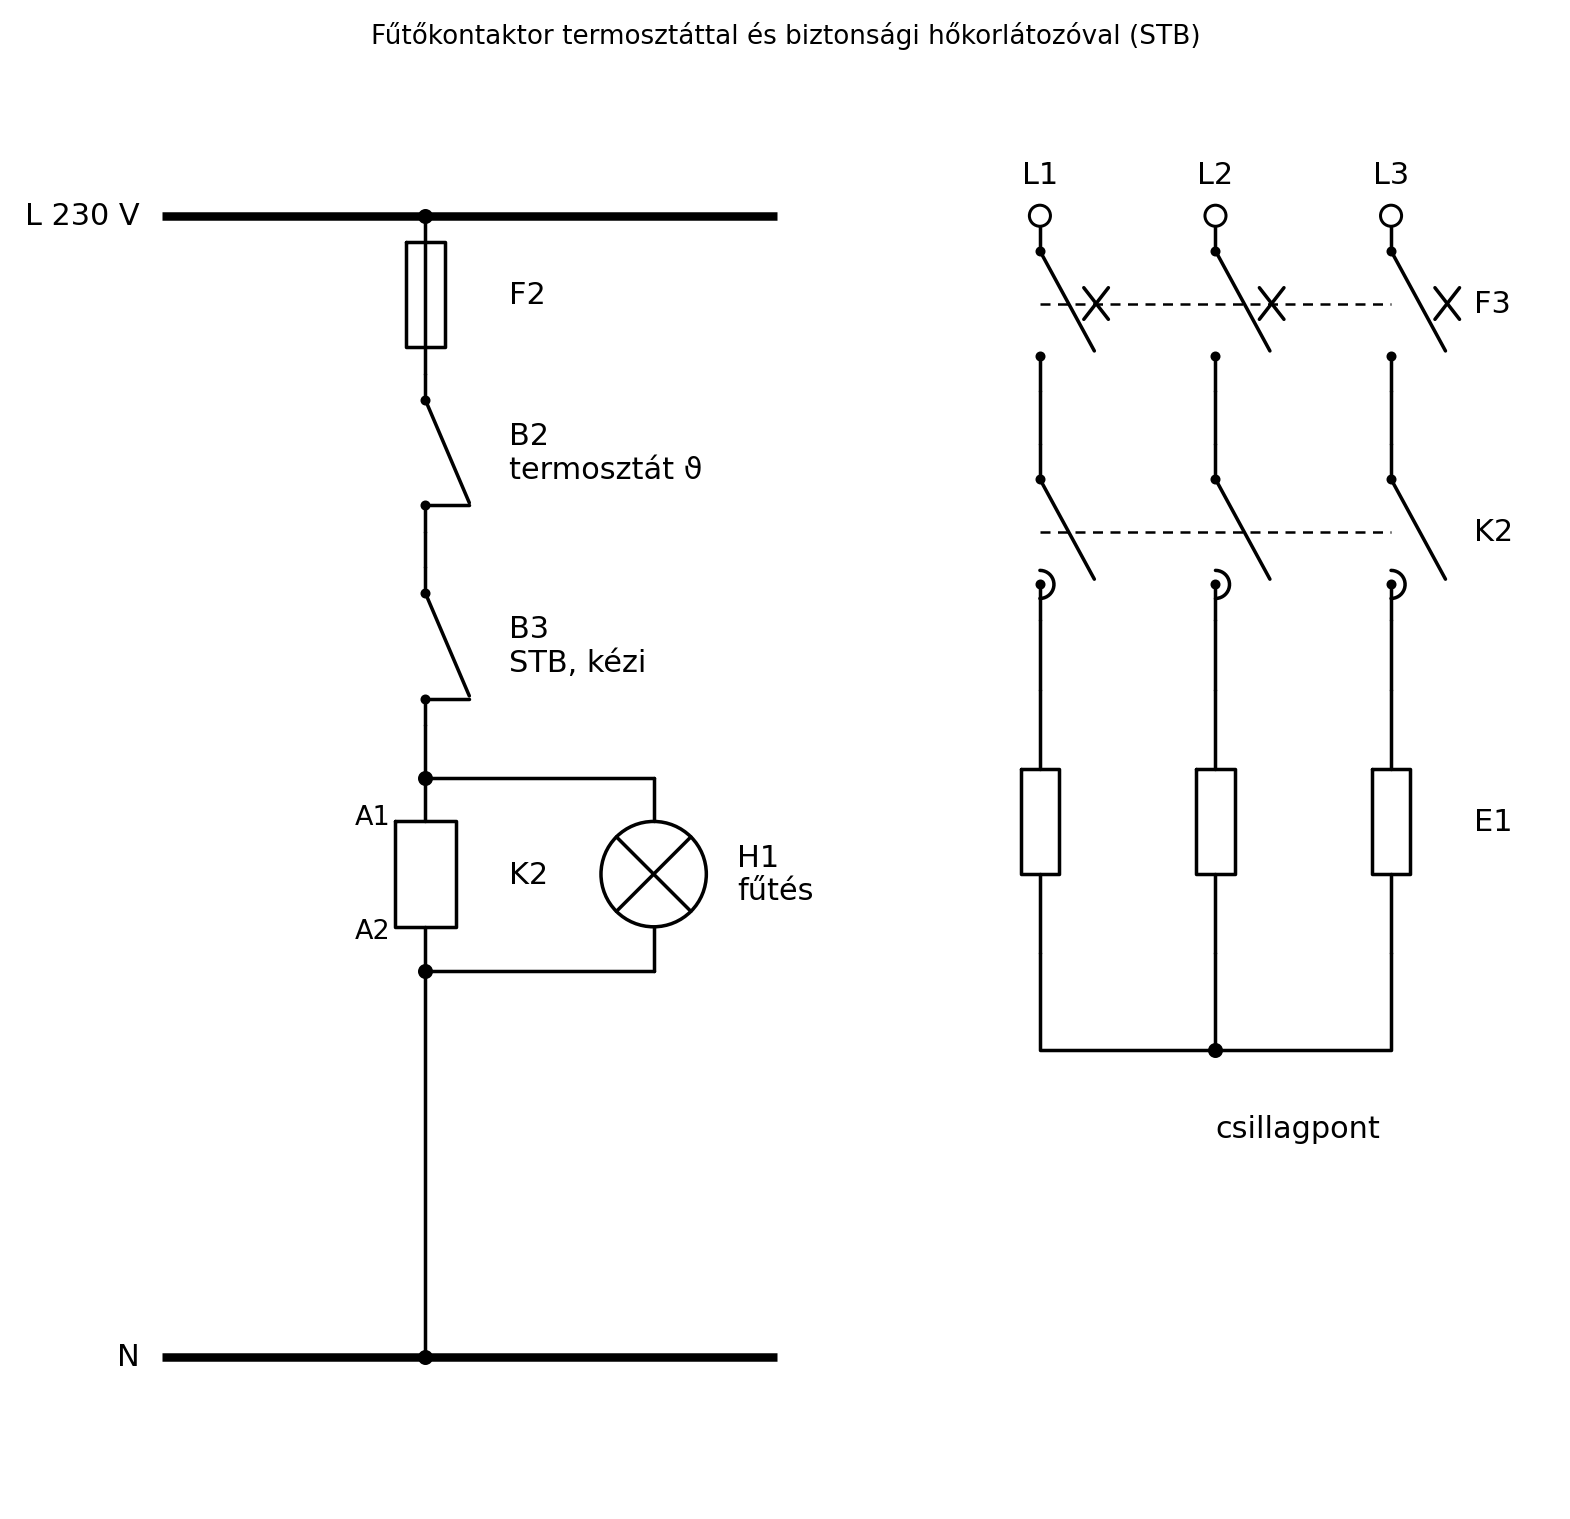 Fűtőkontaktor termosztáttal és biztonsági hőkorlátozóval (STB)
L 230 V
F2
B2
termosztát ϑ
B3
STB, kézi
A1
K2
A2
H1
fűtés
N
L1 L2 L3
F3
K2
E1
csillagpont